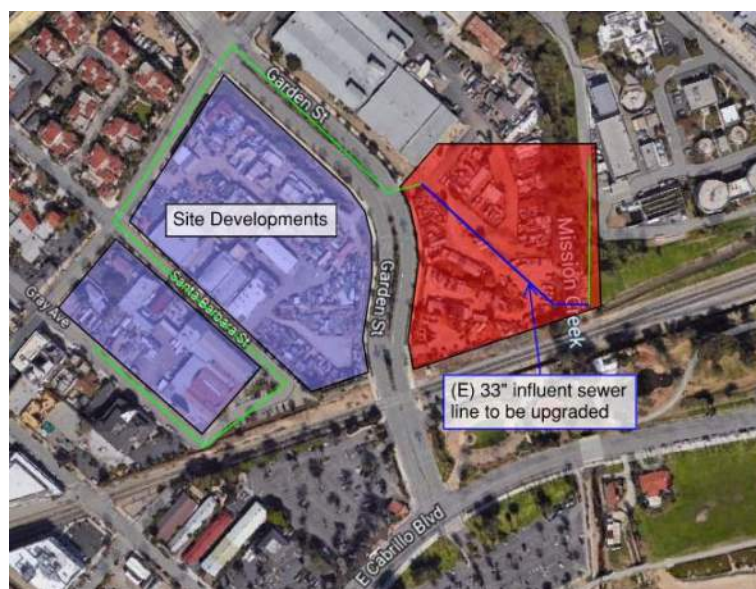 Garden St
Site Developments
Mission Creek
Santa Barbara St
Garden St
Gray Ave
(E) 33" influent sewer
line to be upgraded
E Cabrillo Blvd